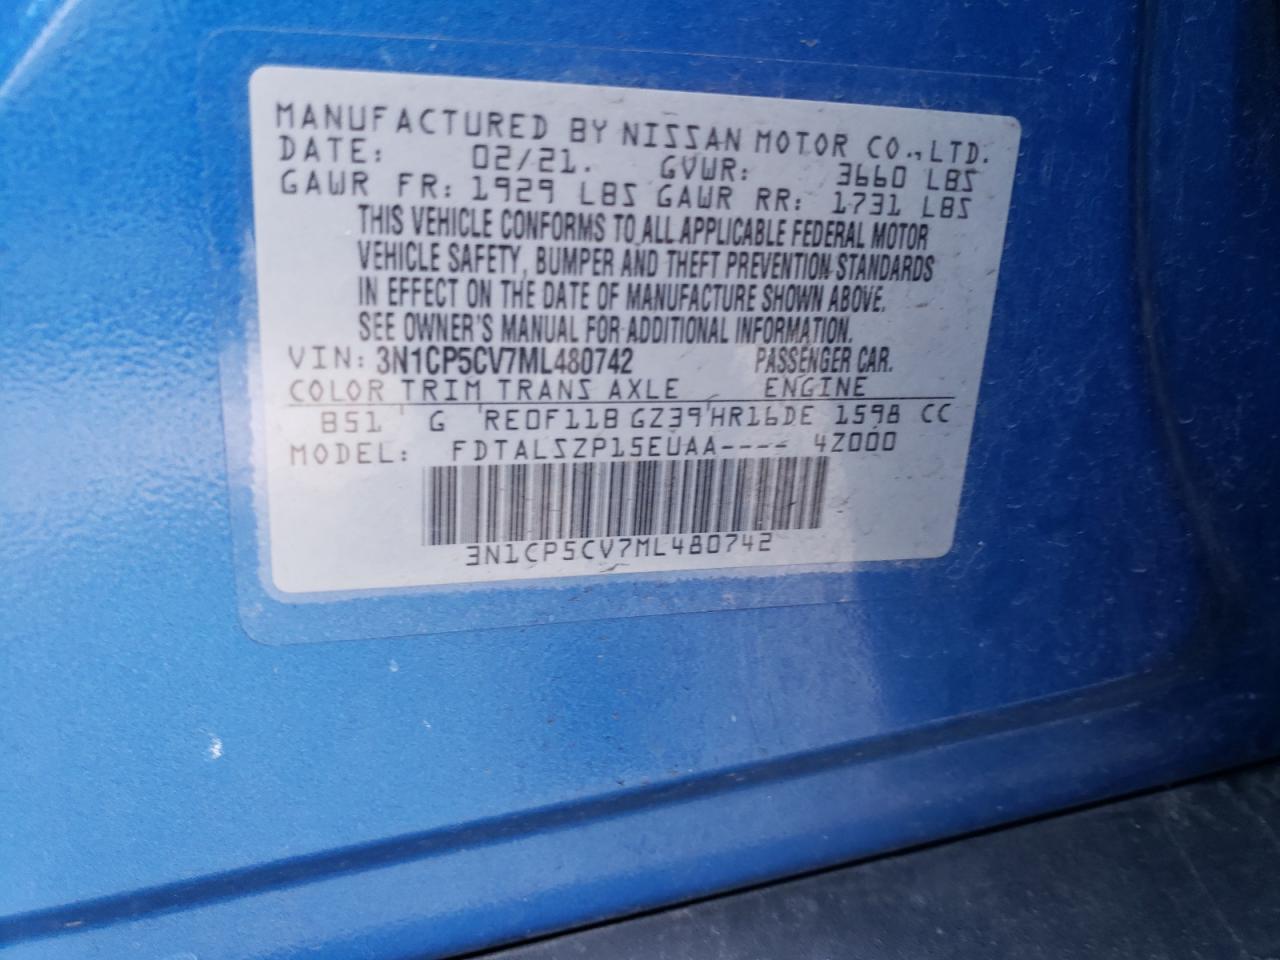 MANUFACTURED BY NISSAN MOTOR CO.,LTD.
DATE: 02/21. GVWR: 3660 LBS
GAWR FR: 1929 LBS GAWR RR: 1731 LBS
THIS VEHICLE CONFORMS TO ALL APPLICABLE FEDERAL MOTOR
VEHICLE SAFETY, BUMPER AND THEFT PREVENTION STANDARDS
IN EFFECT ON THE DATE OF MANUFACTURE SHOWN ABOVE.
SEE OWNER'S MANUAL FOR ADDITIONAL INFORMATION.
VIN: 3N1CP5CV7ML480742 PASSENGER CAR.
COLOR TRIM TRANS AXLE ENGINE
B51 ' G 'RE0F11B GZ39'HR16DE 1598 CC
MODEL: FDTALSZP15EUAA---- 4Z000
3N1CP5CV7ML480742